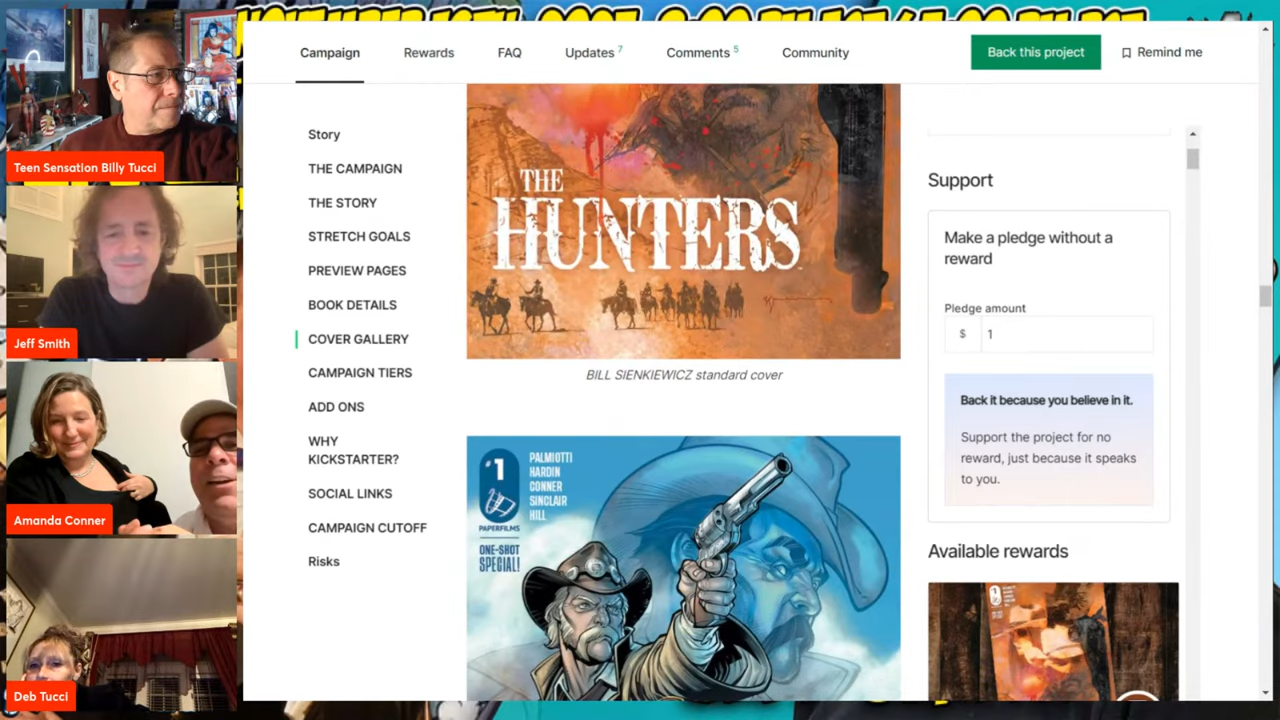 Campaign
Rewards
FAQ
Updates 7
Comments 5
Community
Back this project
Remind me
Teen Sensation Billy Tucci
Jeff Smith
Amanda Conner
Deb Tucci
Story
THE CAMPAIGN
THE STORY
STRETCH GOALS
PREVIEW PAGES
BOOK DETAILS
COVER GALLERY
CAMPAIGN TIERS
ADD ONS
WHY
KICKSTARTER?
SOCIAL LINKS
CAMPAIGN CUTOFF
Risks
THE
HUNTERS
BILL SIENKIEWICZ standard cover
#1
PAPERFILMS
ONE-SHOT
SPECIAL!
PALMIOTTI
HARDIN
CONNER
SINCLAIR
HILL
Support
Make a pledge without a
reward
Pledge amount
$ 1
Back it because you believe in it.
Support the project for no
reward, just because it speaks
to you.
Available rewards